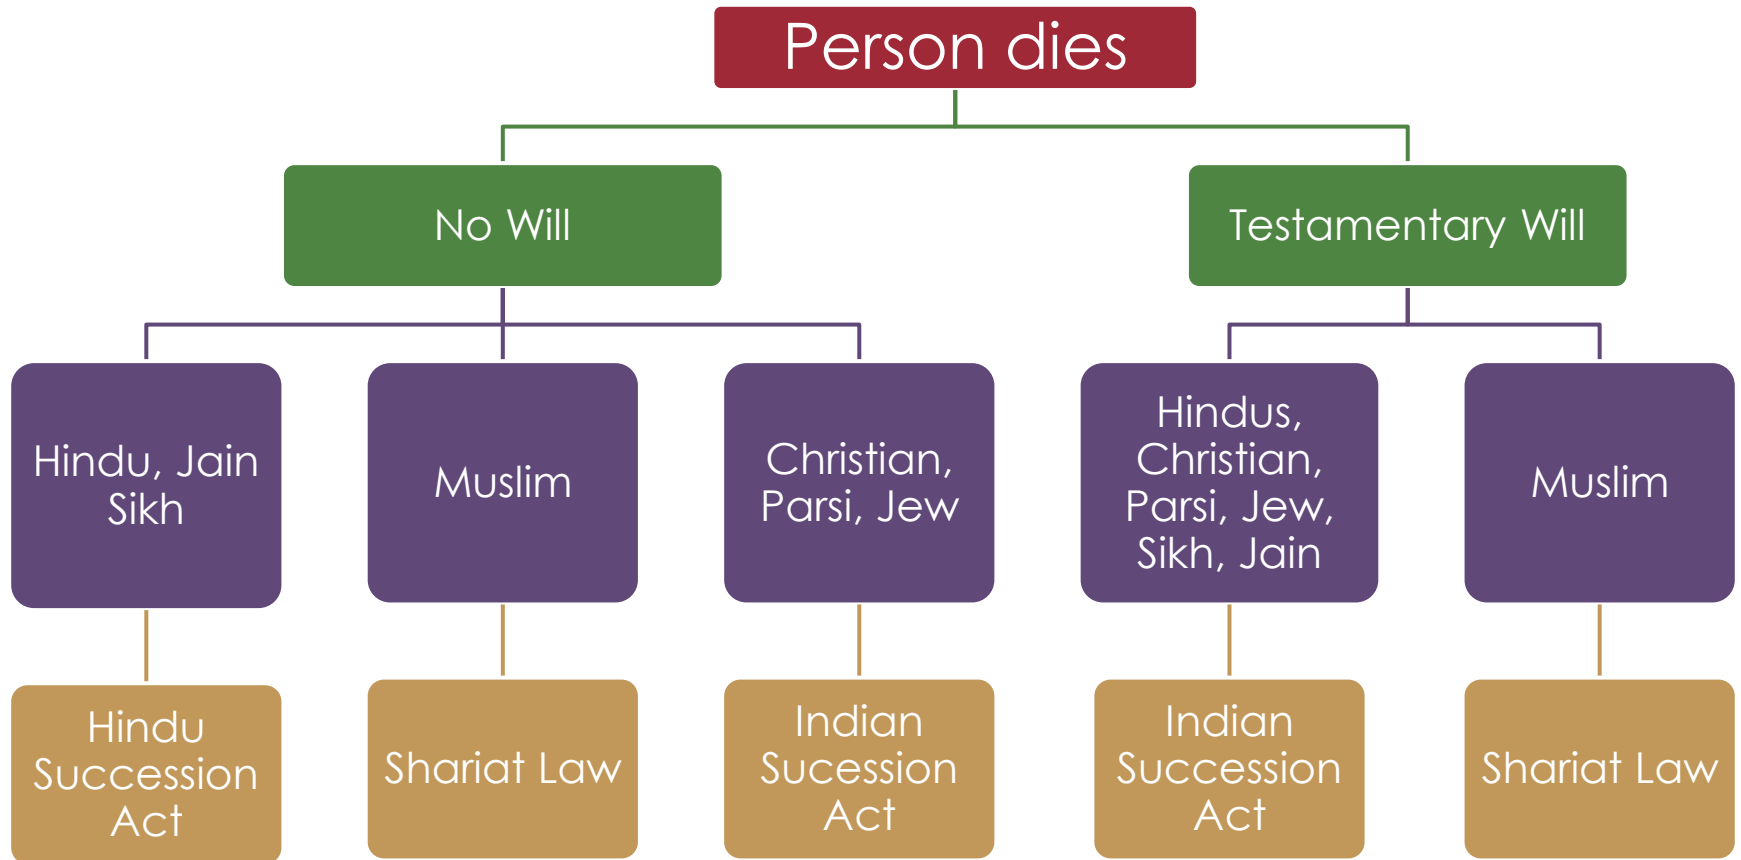 Person dies
No Will
Testamentary Will
Hindu, Jain
Sikh
Muslim
Christian,
Parsi, Jew
Hindus,
Christian,
Parsi, Jew,
Sikh, Jain
Muslim
Hindu
Succession
Act
Shariat Law
Indian
Sucession
Act
Indian
Succession
Act
Shariat Law